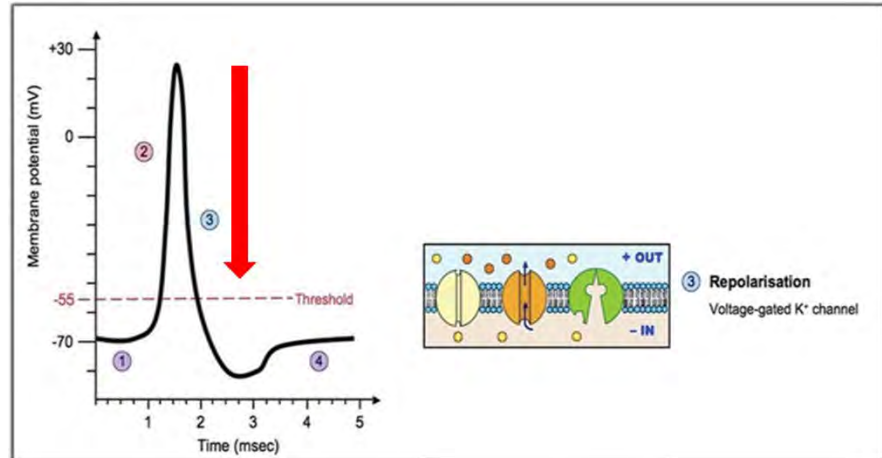 +30
0
-55
-70
Membrane potential (mV)
2
3
Threshold
1
4
1 2 3 4 5
Time (msec)
+ OUT
– IN
3 Repolarisation
Voltage-gated K⁺ channel